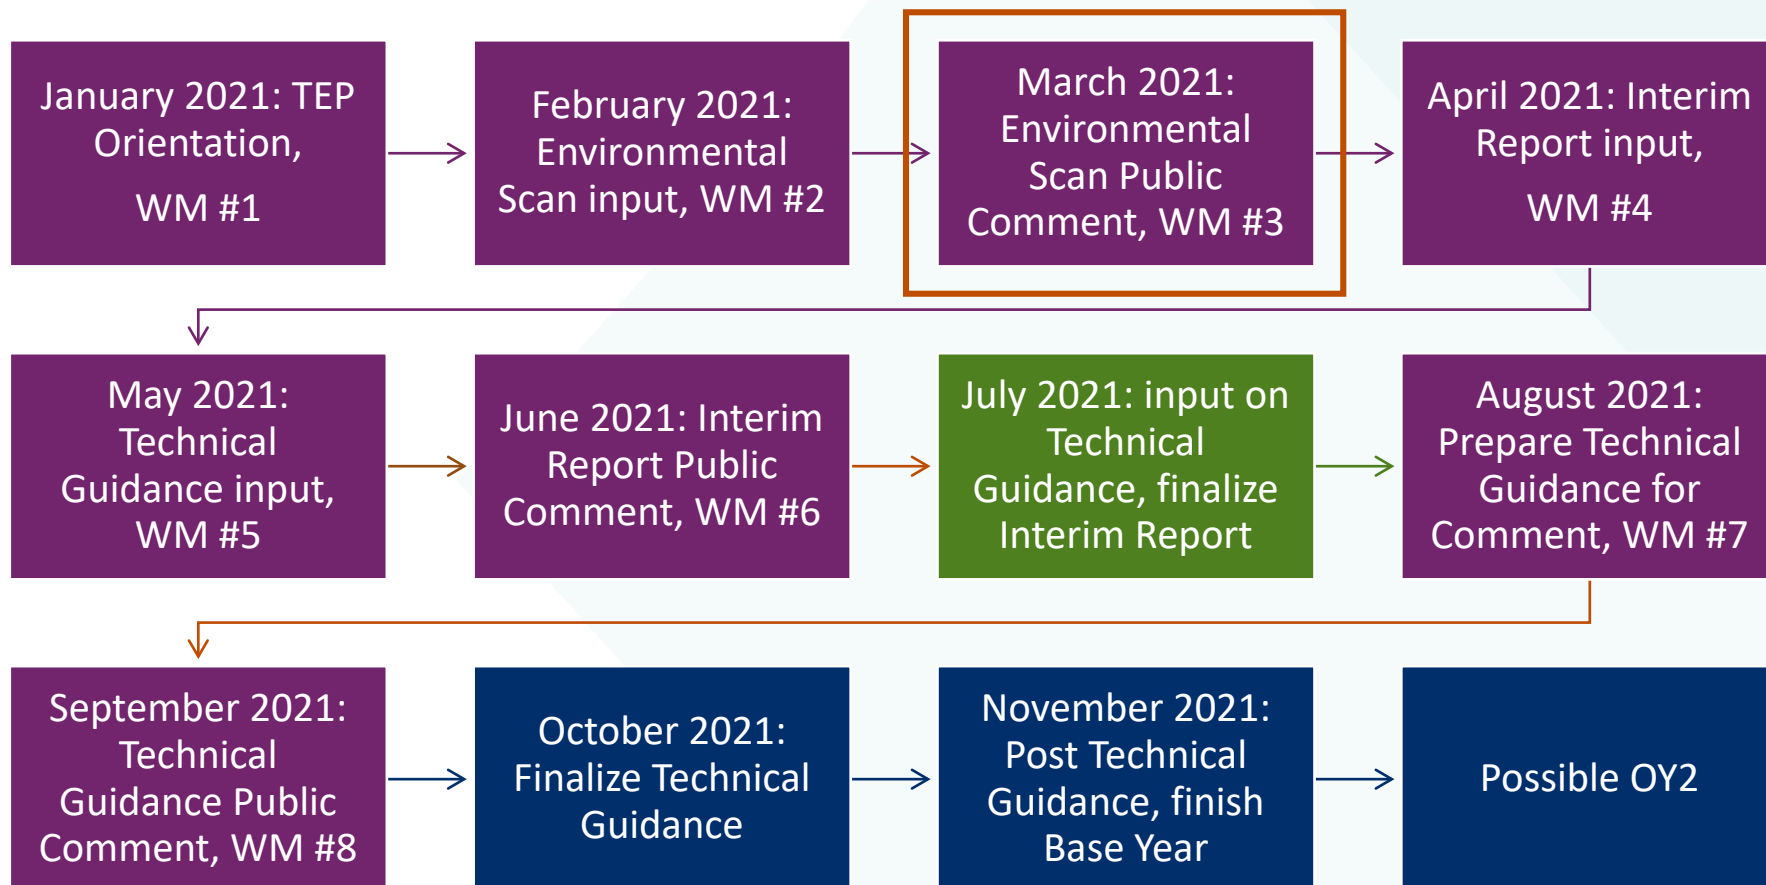 January 2021: TEP
Orientation,
WM #1
February 2021:
Environmental
Scan input, WM #2
March 2021:
Environmental
Scan Public
Comment, WM #3
April 2021: Interim
Report input,
WM #4
May 2021:
Technical
Guidance input,
WM #5
June 2021: Interim
Report Public
Comment, WM #6
July 2021: input on
Technical
Guidance, finalize
Interim Report
August 2021:
Prepare Technical
Guidance for
Comment, WM #7
September 2021:
Technical
Guidance Public
Comment, WM #8
October 2021:
Finalize Technical
Guidance
November 2021:
Post Technical
Guidance, finish
Base Year
Possible OY2